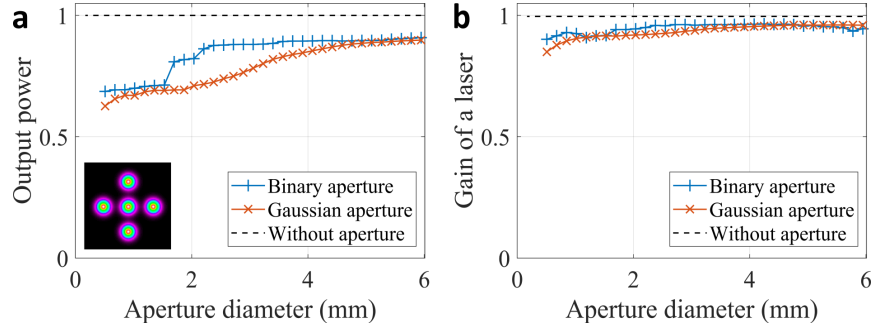 a
Output power
1
0.5
0
Binary aperture
Gaussian aperture
Without aperture
0 2 4 6
Aperture diameter (mm)
b
Gain of a laser
1
0.5
0
Binary aperture
Gaussian aperture
Without aperture
0 2 4 6
Aperture diameter (mm)